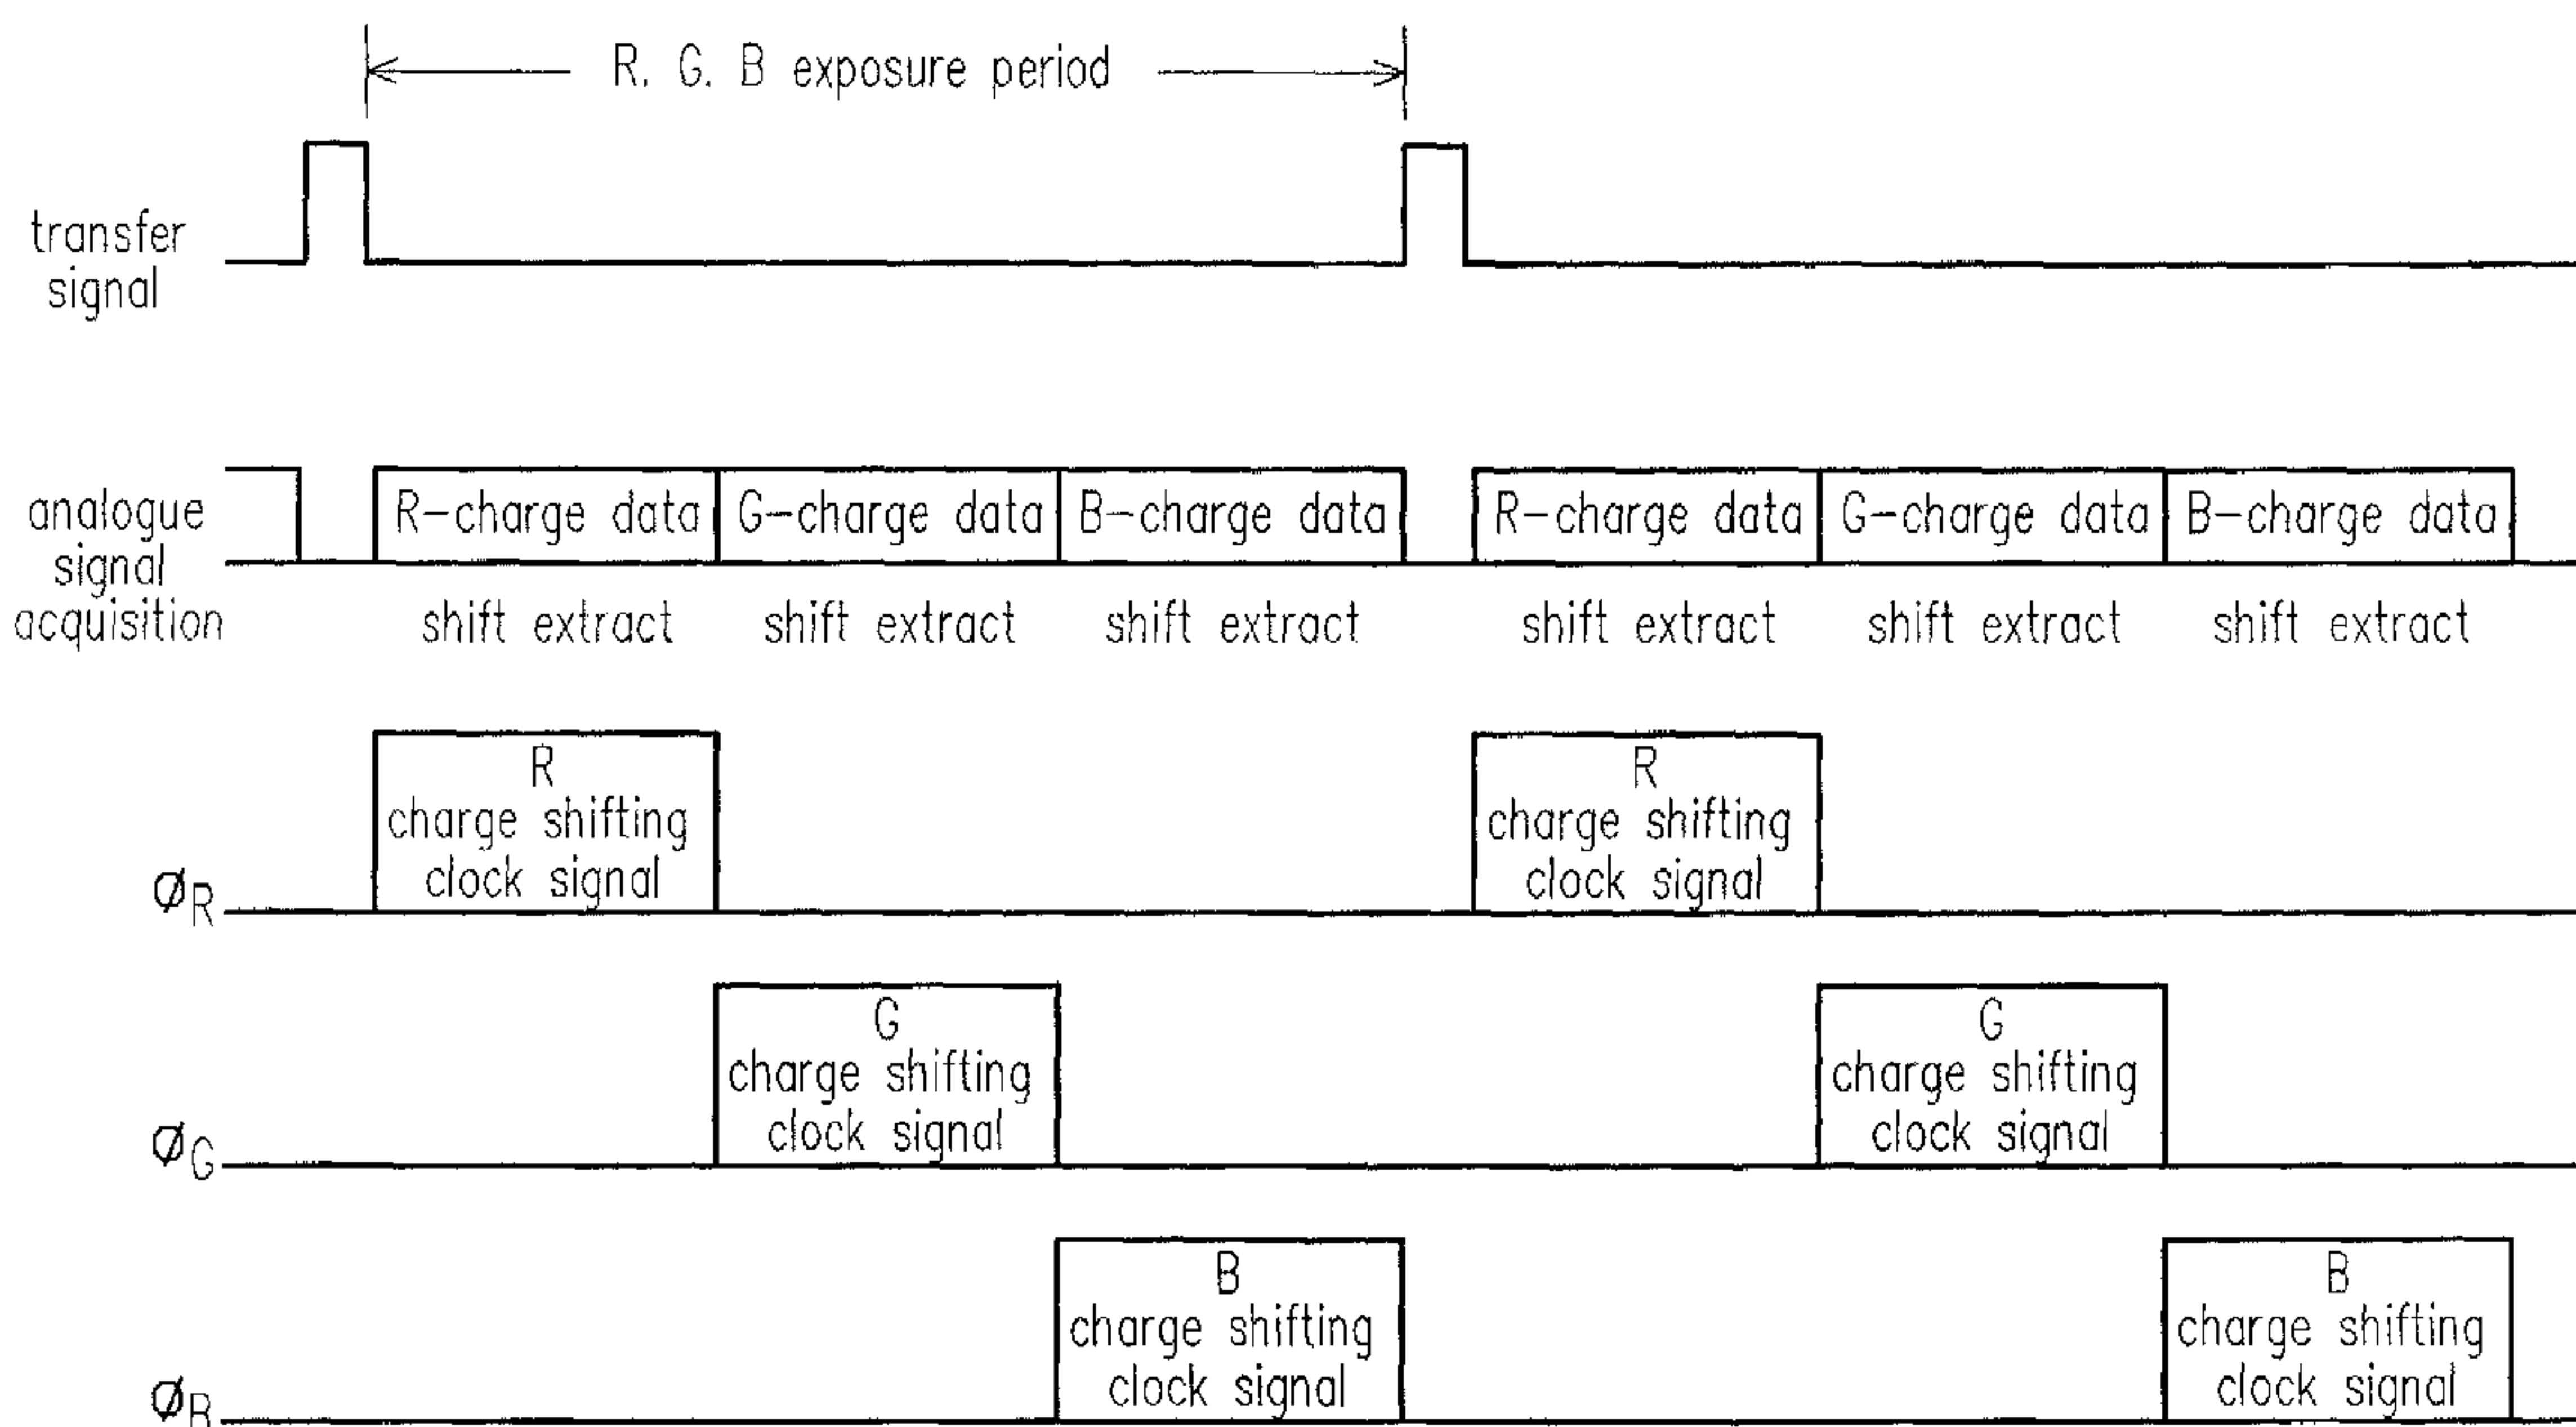 R. G. B exposure period
transfer
signal
R-charge data G-charge data B-charge data R-charge data G-charge data B-charge data
analogue
signal
acquisition
shift extract shift extract shift extract shift extract shift extract shift extract
R
charge shifting
clock signal
R
charge shifting
clock signal
ØR
G
charge shifting
clock signal
G
charge shifting
clock signal
ØG
B
charge shifting
clock signal
B
charge shifting
clock signal
ØB